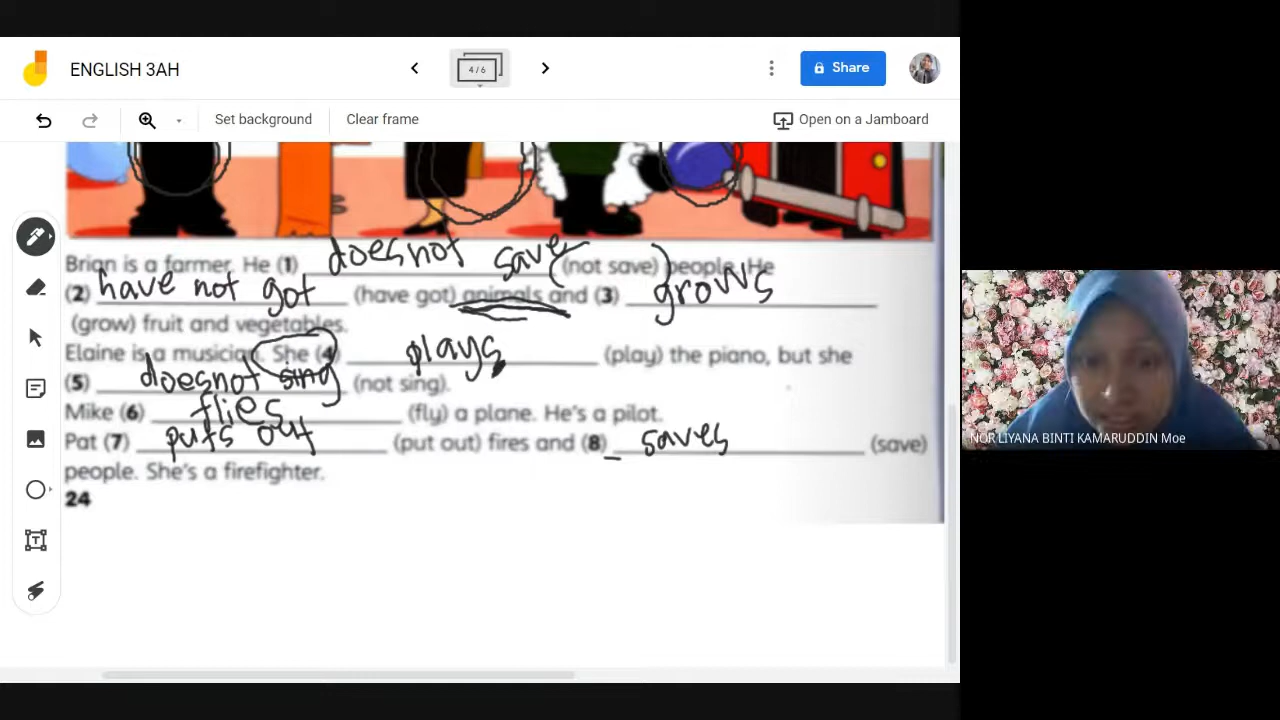 ENGLISH 3AH
4 / 6
Share
Set background
Clear frame
Open on a Jamboard
Brian is a farmer. He (1) does not save (not save) people. He
(2) have not got (have got) animals and (3) grows
(grow) fruit and vegetables.
Elaine is a musician. She (4) plays (play) the piano, but she
(5) does not sing (not sing).
Mike (6) flies (fly) a plane. He's a pilot.
Pat (7) puts out (put out) fires and (8) saves (save)
people. She's a firefighter.
24
NOR LIYANA BINTI KAMARUDDIN Moe